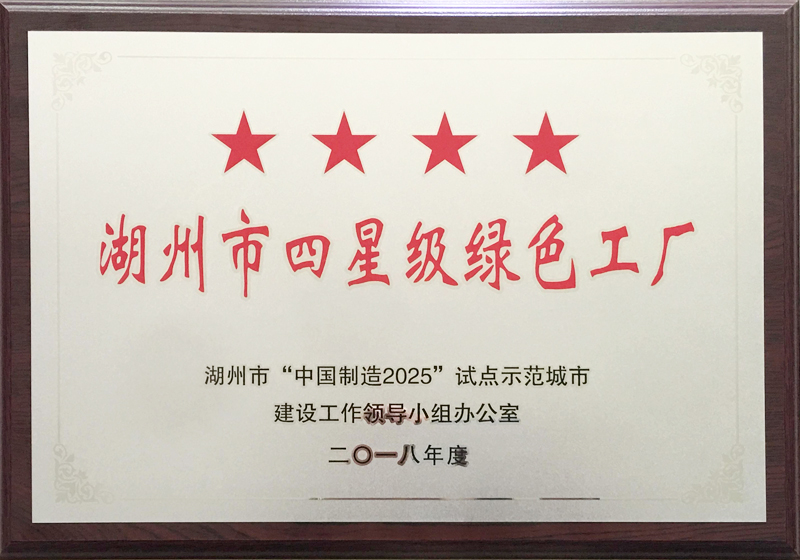 湖州市四星级绿色工厂
湖州市“中国制造2025”试点示范城市
建设工作领导小组办公室
二〇一八年度